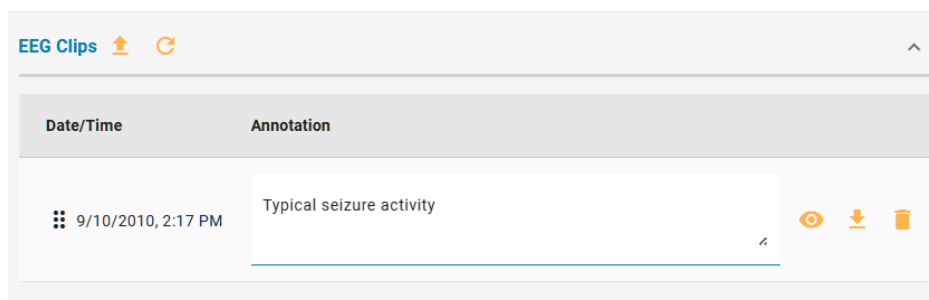 EEG Clips
Date/Time Annotation
9/10/2010, 2:17 PM Typical seizure activity